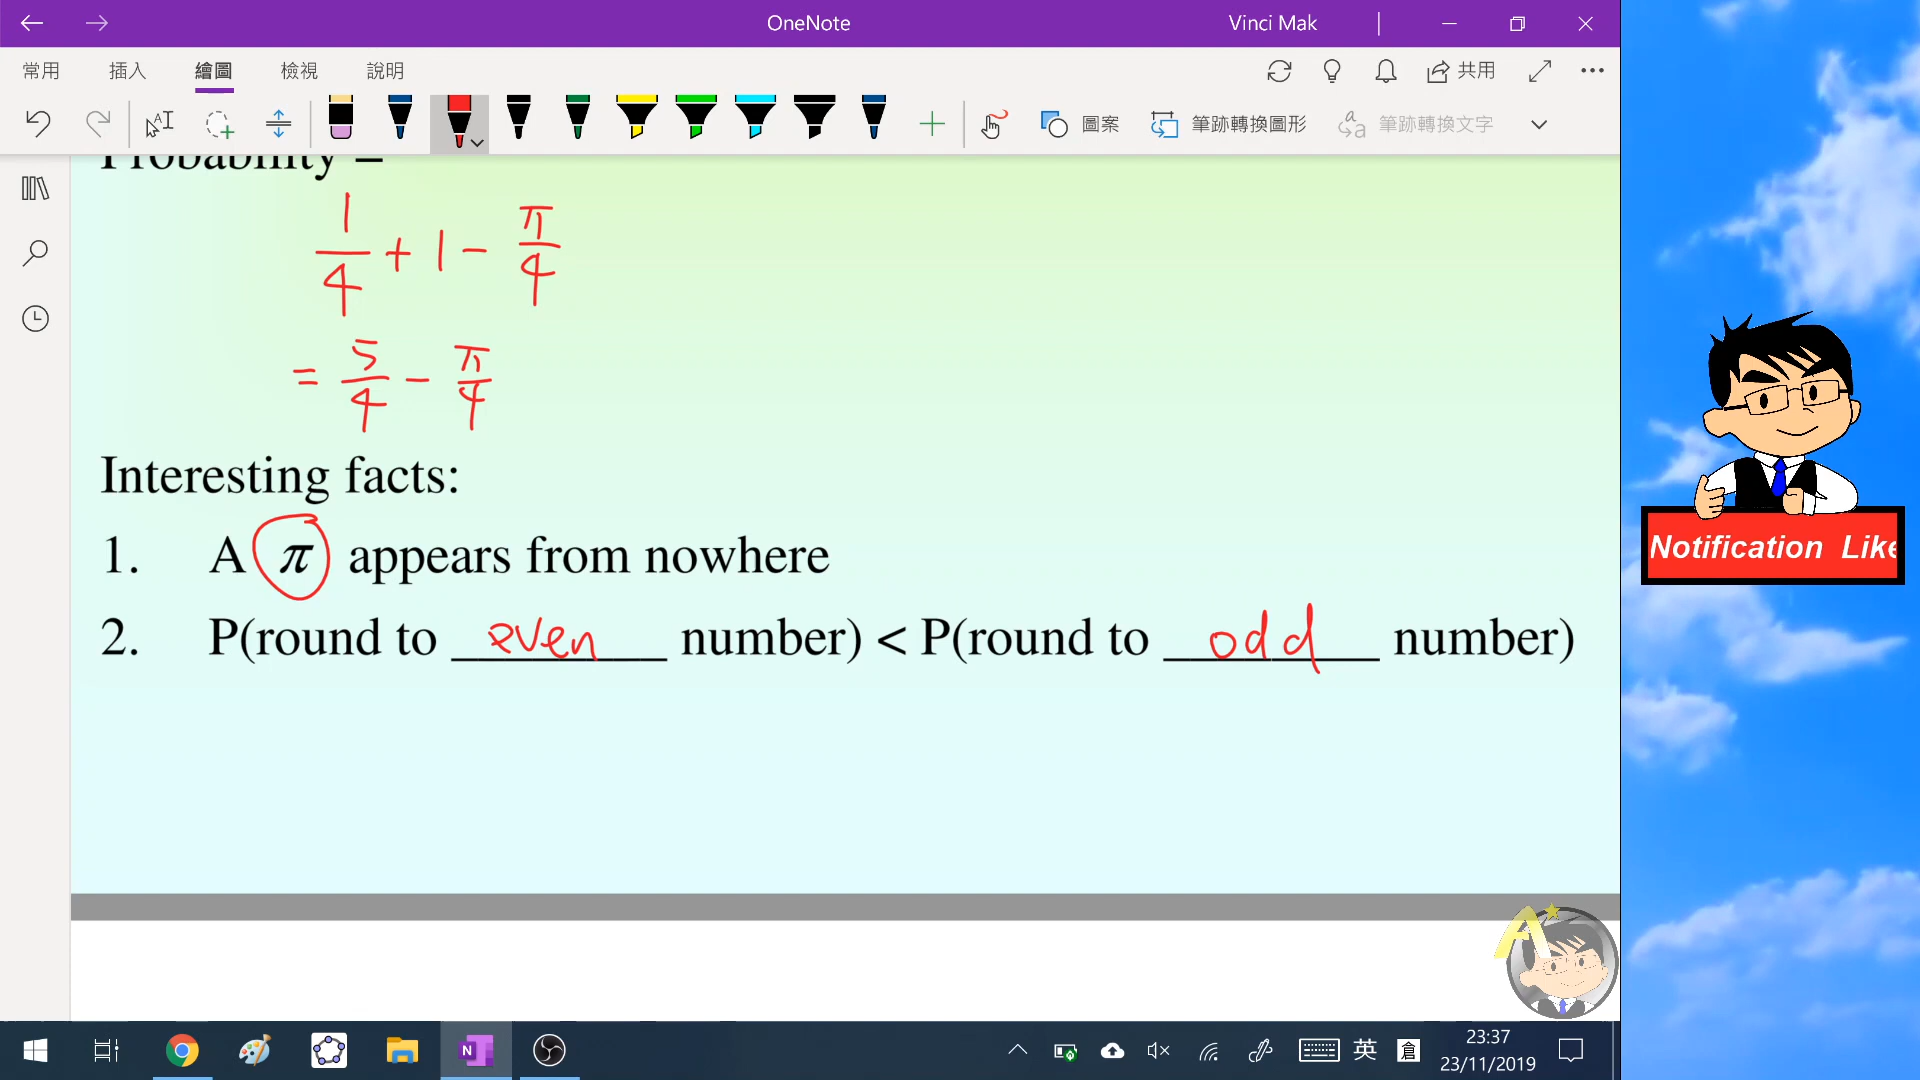 OneNote
Vinci Mak
常用 插入 繪圖 檢視 說明
共用
圖案 筆跡轉換圖形 筆跡轉換文字
Probability =
1/4 + 1 - π/4
= 5/4 - π/4
Interesting facts:
1. A π appears from nowhere
2. P(round to even number) < P(round to odd number)
Notification Like
A
英 倉
23:37
23/11/2019